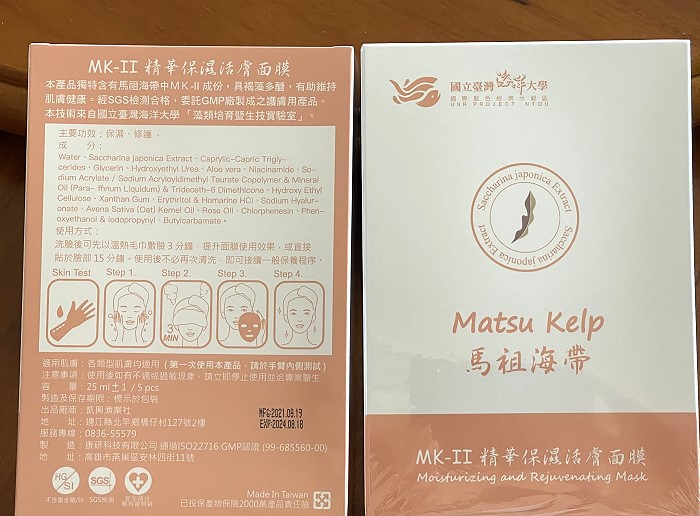 MK-II 精華保濕活膚面膜
本產品獨特含有馬祖海帶中MK-II成份，具褐藻多醣，有助維持
肌膚健康。經SGS檢測合格，委託GMP廠製成之護膚用產品。
本技術來自國立臺灣海洋大學「藻類培育暨生技實驗室」。
主要功效：保濕、修護。
成　　分：
Water、Saccharina japonica Extract、Caprylic-Capric Trigly-
cerides、Glycerin、Hydroxyethyl Urea、Aloe vera、Niacinamide、So-
dium Acrylate / Sodium Acryloyldimethyl Taurate Copolymer & Mineral
Oil (Para- ffinum Liquidum) & Trideceth-6 Dimethicone、Hydroxy Ethyl
Cellulose、Xanthan Gum、Erythritol & Homarine HCl、Sodium Hyalur-
onate、Avena Sativa (Oat) Kernel Oil、Rose Oil、Chlorphenesin、Phen-
oxyethanol & Iodopropynyl、Butylcarbamate。
使用方式：
洗臉後可先以溫熱毛巾敷臉3分鐘，提升面膜使用效果，或直接
貼於臉部15分鐘。使用後不必再次清洗，即可接續一般保養程序。
Skin Test Step 1. Step 2. Step 3. Step 4.
3 MIN
適用肌膚：各類型肌膚均適用 (第一次使用本產品，請於手臂內側測試)
注意事項：使用後如有不適或過敏現象，請立即停止使用並洽專業醫生
容　　量：25 ml±1 / 5 pcs
製造及保存期限：標示於包裝
出品廠商：凱興漁業社
地　　址：連江縣北竿鄉橋仔村127號2樓
服務專線：0836-55579
製　　造：康研科技有限公司 通過ISO22716 GMP認證 (99-685560-00)
地　　址：高雄市燕巢區安林四街11號
MFG:2021.08.19
EXP:2024.08.18
HG/SI
不含重金屬/矽
SGS
SGS檢測
Made In Taiwan
已投保產物保險2000萬產品責任險
國立臺灣海洋大學
USR PROJECT. NTOU
Saccharina japonica Extract
Saccharina japonica Extract
Matsu Kelp
馬祖海帶
MK-II 精華保濕活膚面膜
Moisturizing and Rejuvenating Mask